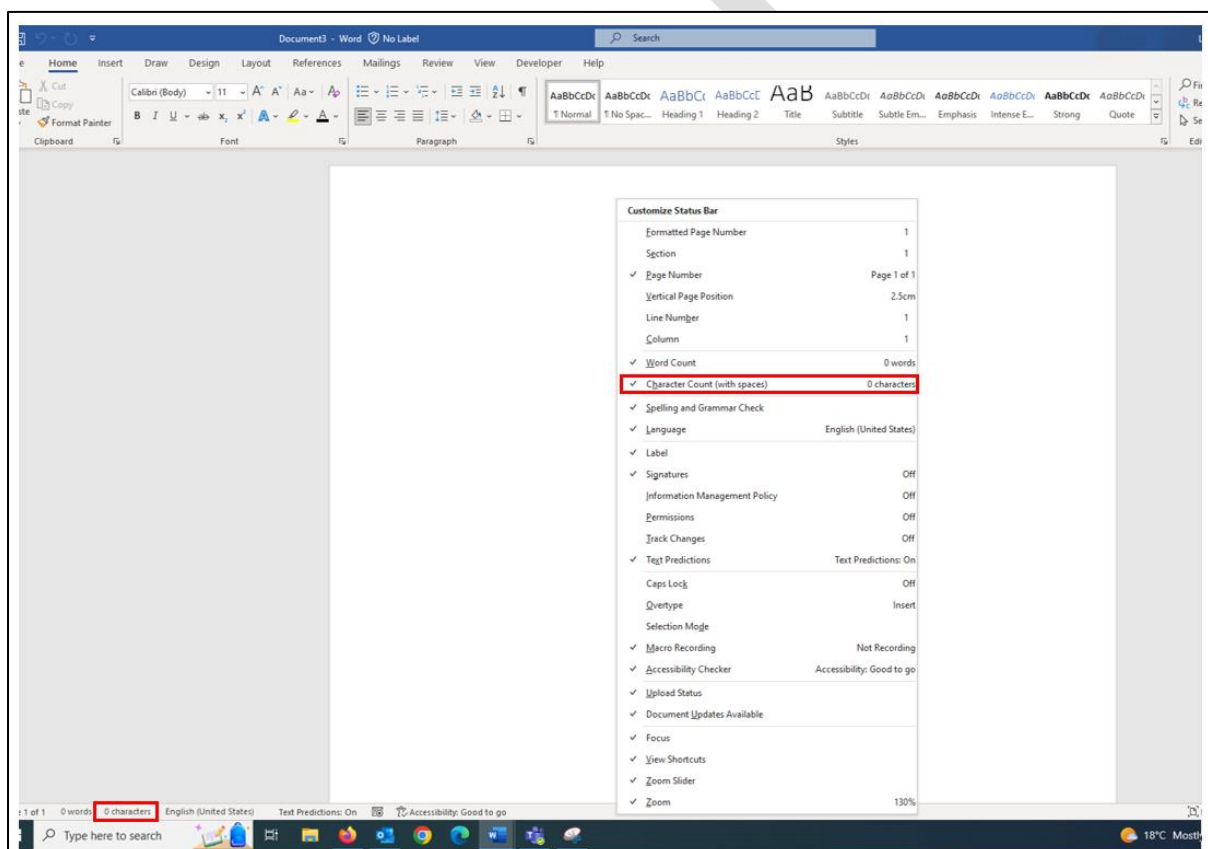 Document3 - Word No Label
Search
Home Insert Draw Design Layout References Mailings Review View Developer Help
Cut
Copy
Format Painter
Calibri (Body) 11 A A Aa A
B I U ab x, x² A A
AaBbCcDc AaBbCcDc AaBbCc AaBbCcE AaB AaBbCcDc AaBbCcDc AaBbCcDc AaBbCcDc AaBbCcDc AaBbCcDc
¶ Normal ¶ No Spac... Heading 1 Heading 2 Title Subtitle Subtle Em... Emphasis Intense E... Strong Quote
Clipboard Font Paragraph Styles
Customize Status Bar
Formatted Page Number 1
Section 1
Page Number Page 1 of 1
Vertical Page Position 2.5cm
Line Number 1
Column 1
Word Count 0 words
Character Count (with spaces) 0 characters
Spelling and Grammar Check
Language English (United States)
Label
Signatures Off
Information Management Policy Off
Permissions Off
Track Changes Off
Text Predictions Text Predictions: On
Caps Lock Off
Overtype Insert
Selection Mode
Macro Recording Not Recording
Accessibility Checker Accessibility: Good to go
Upload Status
Document Updates Available
Focus
View Shortcuts
Zoom Slider
Zoom 130%
1 of 1 0 words 0 characters English (United States) Text Predictions: On Accessibility: Good to go
Type here to search 18°C Mostly